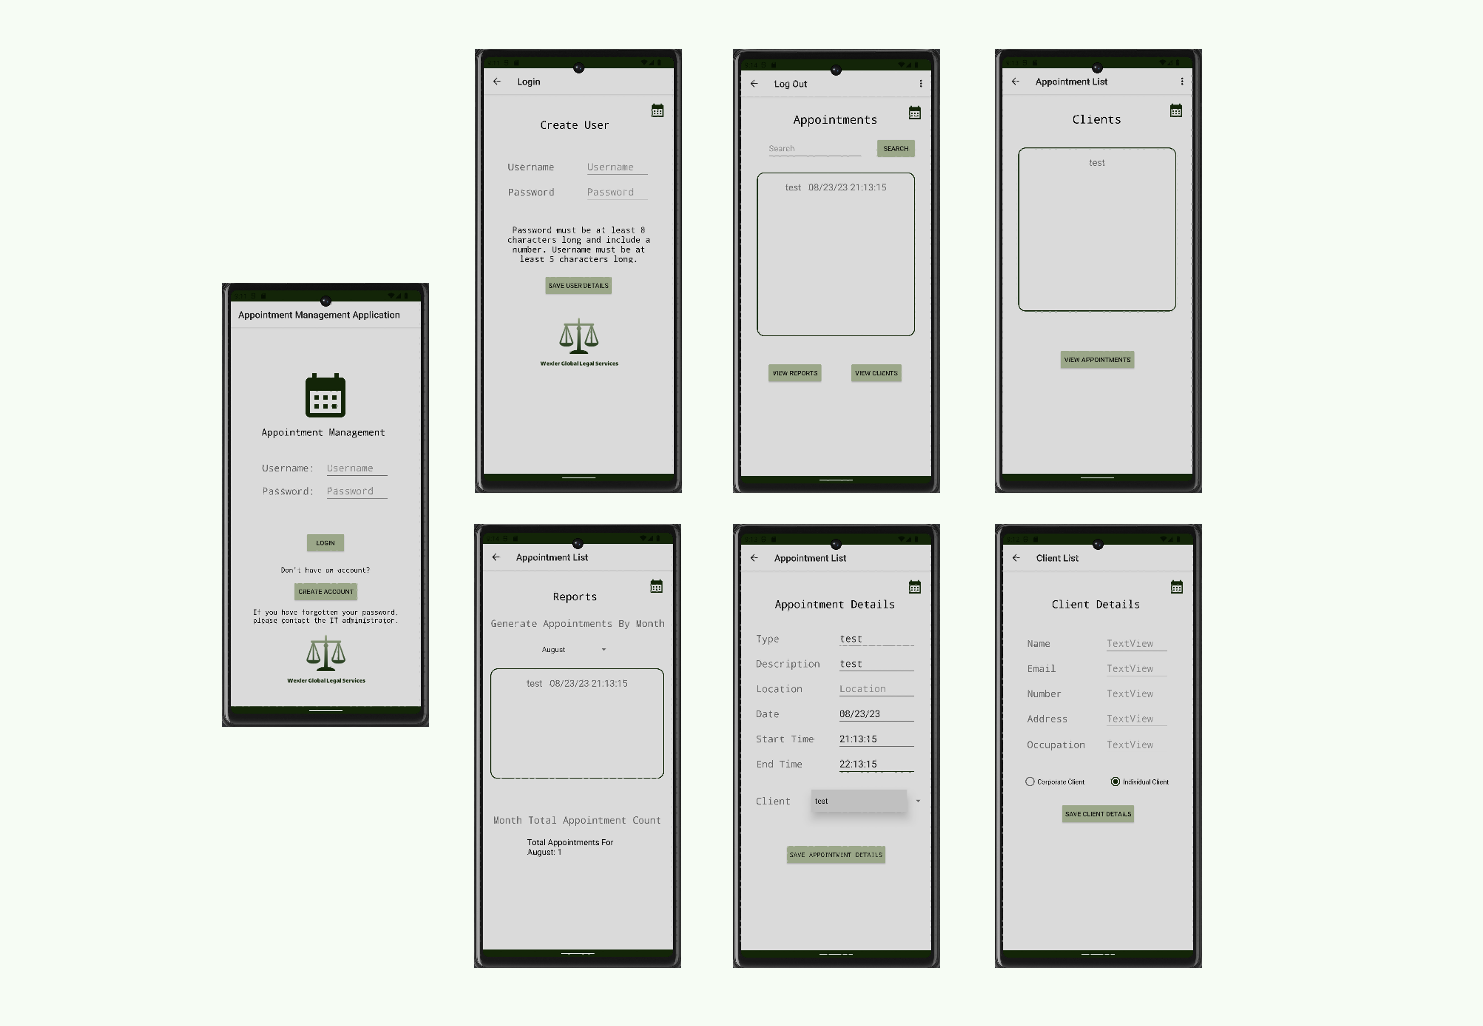 Appointment Management Application
Appointment Management
Username: Username
Password: Password
LOGIN
Don't have an account?
CREATE ACCOUNT
If you have forgotten your password,
please contact the IT administrator.
Wexler Global Legal Services
Login
Create User
Username Username
Password Password
Password must be at least 8
characters long and include a
number. Username must be at
least 5 characters long.
SAVE USER DETAILS
Wexler Global Legal Services
Log Out
Appointments
Search SEARCH
test 08/23/23 21:13:15
VIEW REPORTS VIEW CLIENTS
Appointment List
Clients
test
VIEW APPOINTMENTS
Appointment List
Reports
Generate Appointments By Month
August
test 08/23/23 21:13:15
Month Total Appointment Count
Total Appointments For
August: 1
Appointment List
Appointment Details
Type test
Description test
Location Location
Date 08/23/23
Start Time 21:13:15
End Time 22:13:15
Client test
SAVE APPOINTMENT DETAILS
Client List
Client Details
Name TextView
Email TextView
Number TextView
Address TextView
Occupation TextView
Corporate Client Individual Client
SAVE CLIENT DETAILS